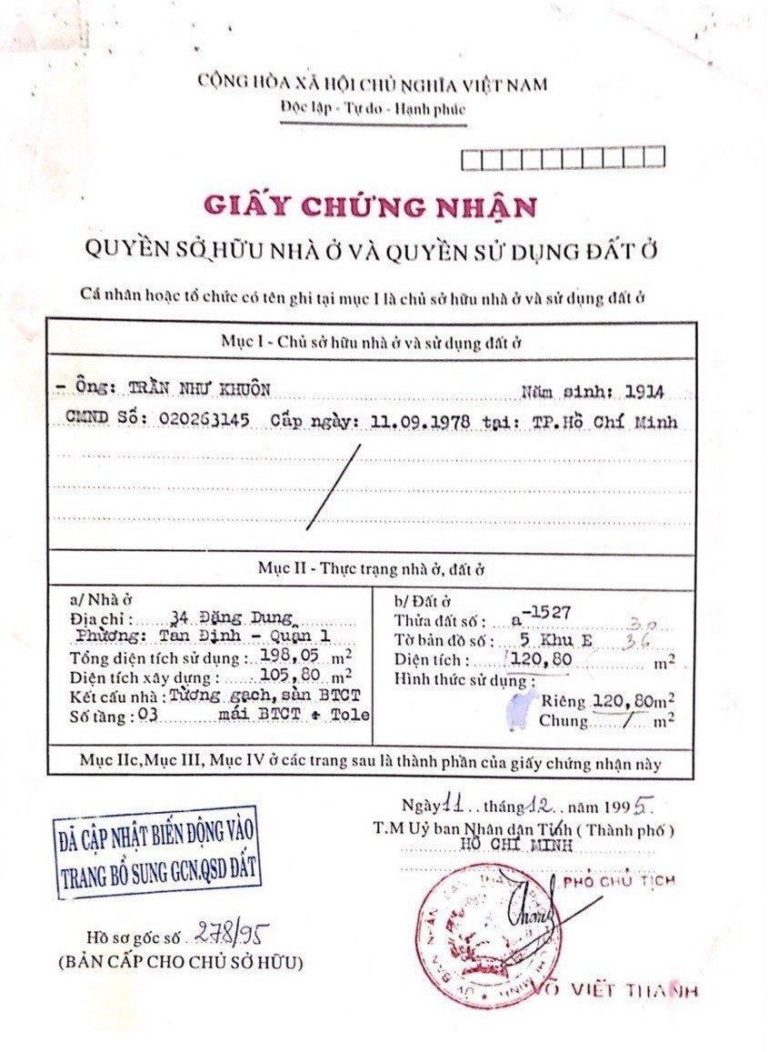 CỘNG HÒA XÃ HỘI CHỦ NGHĨA VIỆT NAM
Độc lập - Tự do - Hạnh phúc
GIẤY CHỨNG NHẬN
QUYỀN SỞ HỮU NHÀ Ở VÀ QUYỀN SỬ DỤNG ĐẤT Ở
Cá nhân hoặc tổ chức có tên ghi tại mục I là chủ sở hữu nhà ở và sử dụng đất ở
Mục I - Chủ sở hữu nhà ở và sử dụng đất ở
- Ông: TRẦN NHƯ KHUÔN Năm sinh: 1914
CMND Số: 020263145 Cấp ngày: 11.09.1978 tại: TP.Hồ Chí Minh
Mục II - Thực trạng nhà ở, đất ở
a/ Nhà ở
Địa chỉ : 34 Đặng Dung
Phường: Tân Định - Quận 1
Tổng diện tích sử dụng : 198,05 m²
Diện tích xây dựng : 105,80 m²
Kết cấu nhà : Tường gạch, sàn BTCT
Số tầng : 03 mái BTCT + Tole
b/ Đất ở
Thửa đất số : a-1527 30
Tờ bản đồ số : 5 Khu E 36
Diện tích : 120,80 m²
Hình thức sử dụng :
Riêng 120,80m²
Chung / m²
Mục IIc,Mục III, Mục IV ở các trang sau là thành phần của giấy chứng nhận này
Ngày 11 tháng 12 năm 1995.
T.M Uỷ ban Nhân dân Tỉnh ( Thành phố )
HỒ CHÍ MINH
PHÓ CHỦ TỊCH
VÕ VIẾT THANH
ĐÃ CẬP NHẬT BIẾN ĐỘNG VÀO
TRANG BỔ SUNG GCN,QSD ĐẤT
Hồ sơ gốc số 278/95
(BẢN CẤP CHO CHỦ SỞ HỮU)